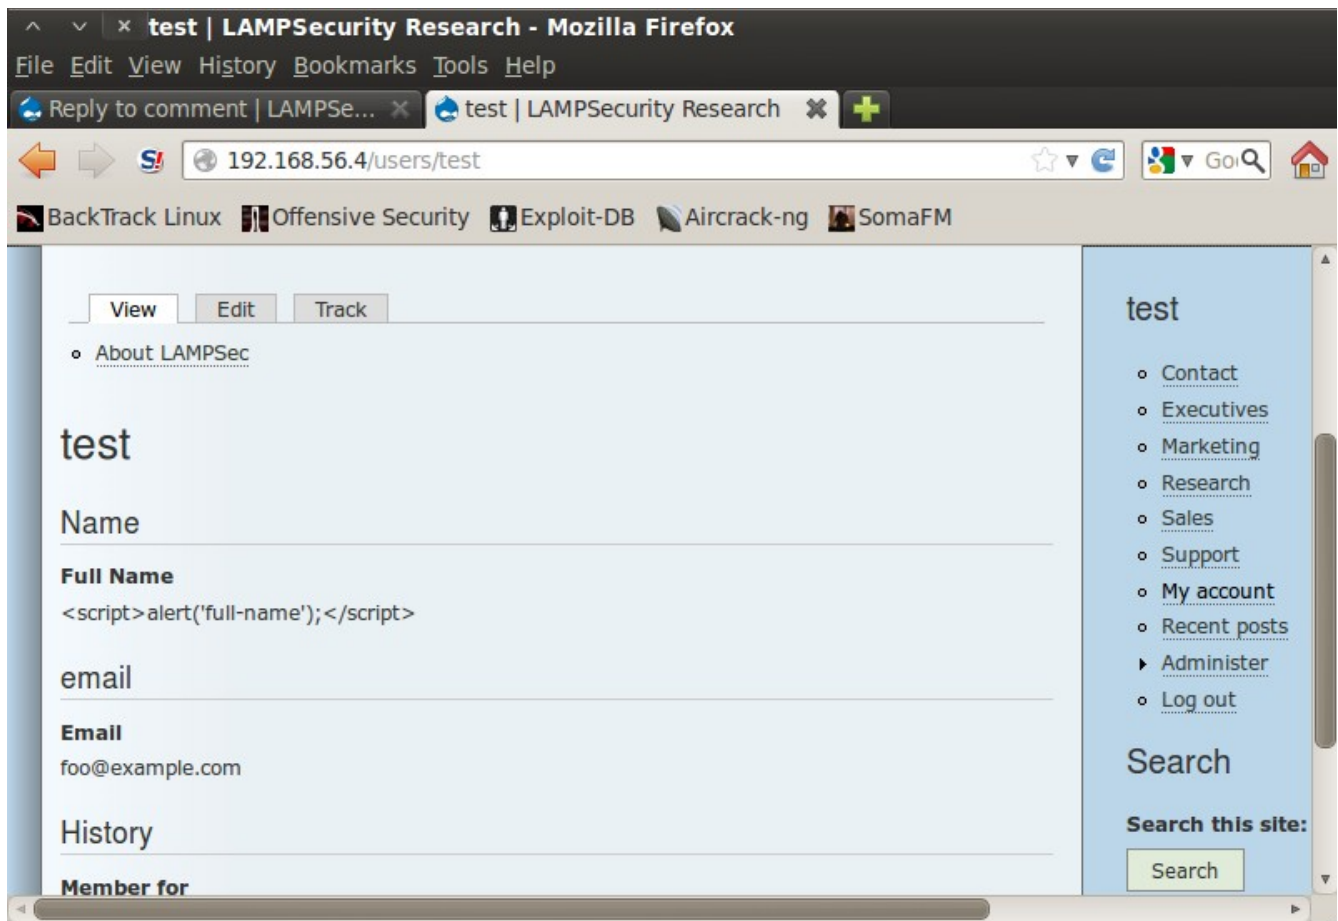 test | LAMPSecurity Research - Mozilla Firefox
File Edit View History Bookmarks Tools Help
Reply to comment | LAMPSe... test | LAMPSecurity Research
S! 192.168.56.4/users/test Go
BackTrack Linux Offensive Security Exploit-DB Aircrack-ng SomaFM
View Edit Track
About LAMPSec
test
Name
Full Name
<script>alert('full-name');</script>
email
Email
foo@example.com
History
Member for
test
Contact
Executives
Marketing
Research
Sales
Support
My account
Recent posts
Administer
Log out
Search
Search this site:
Search